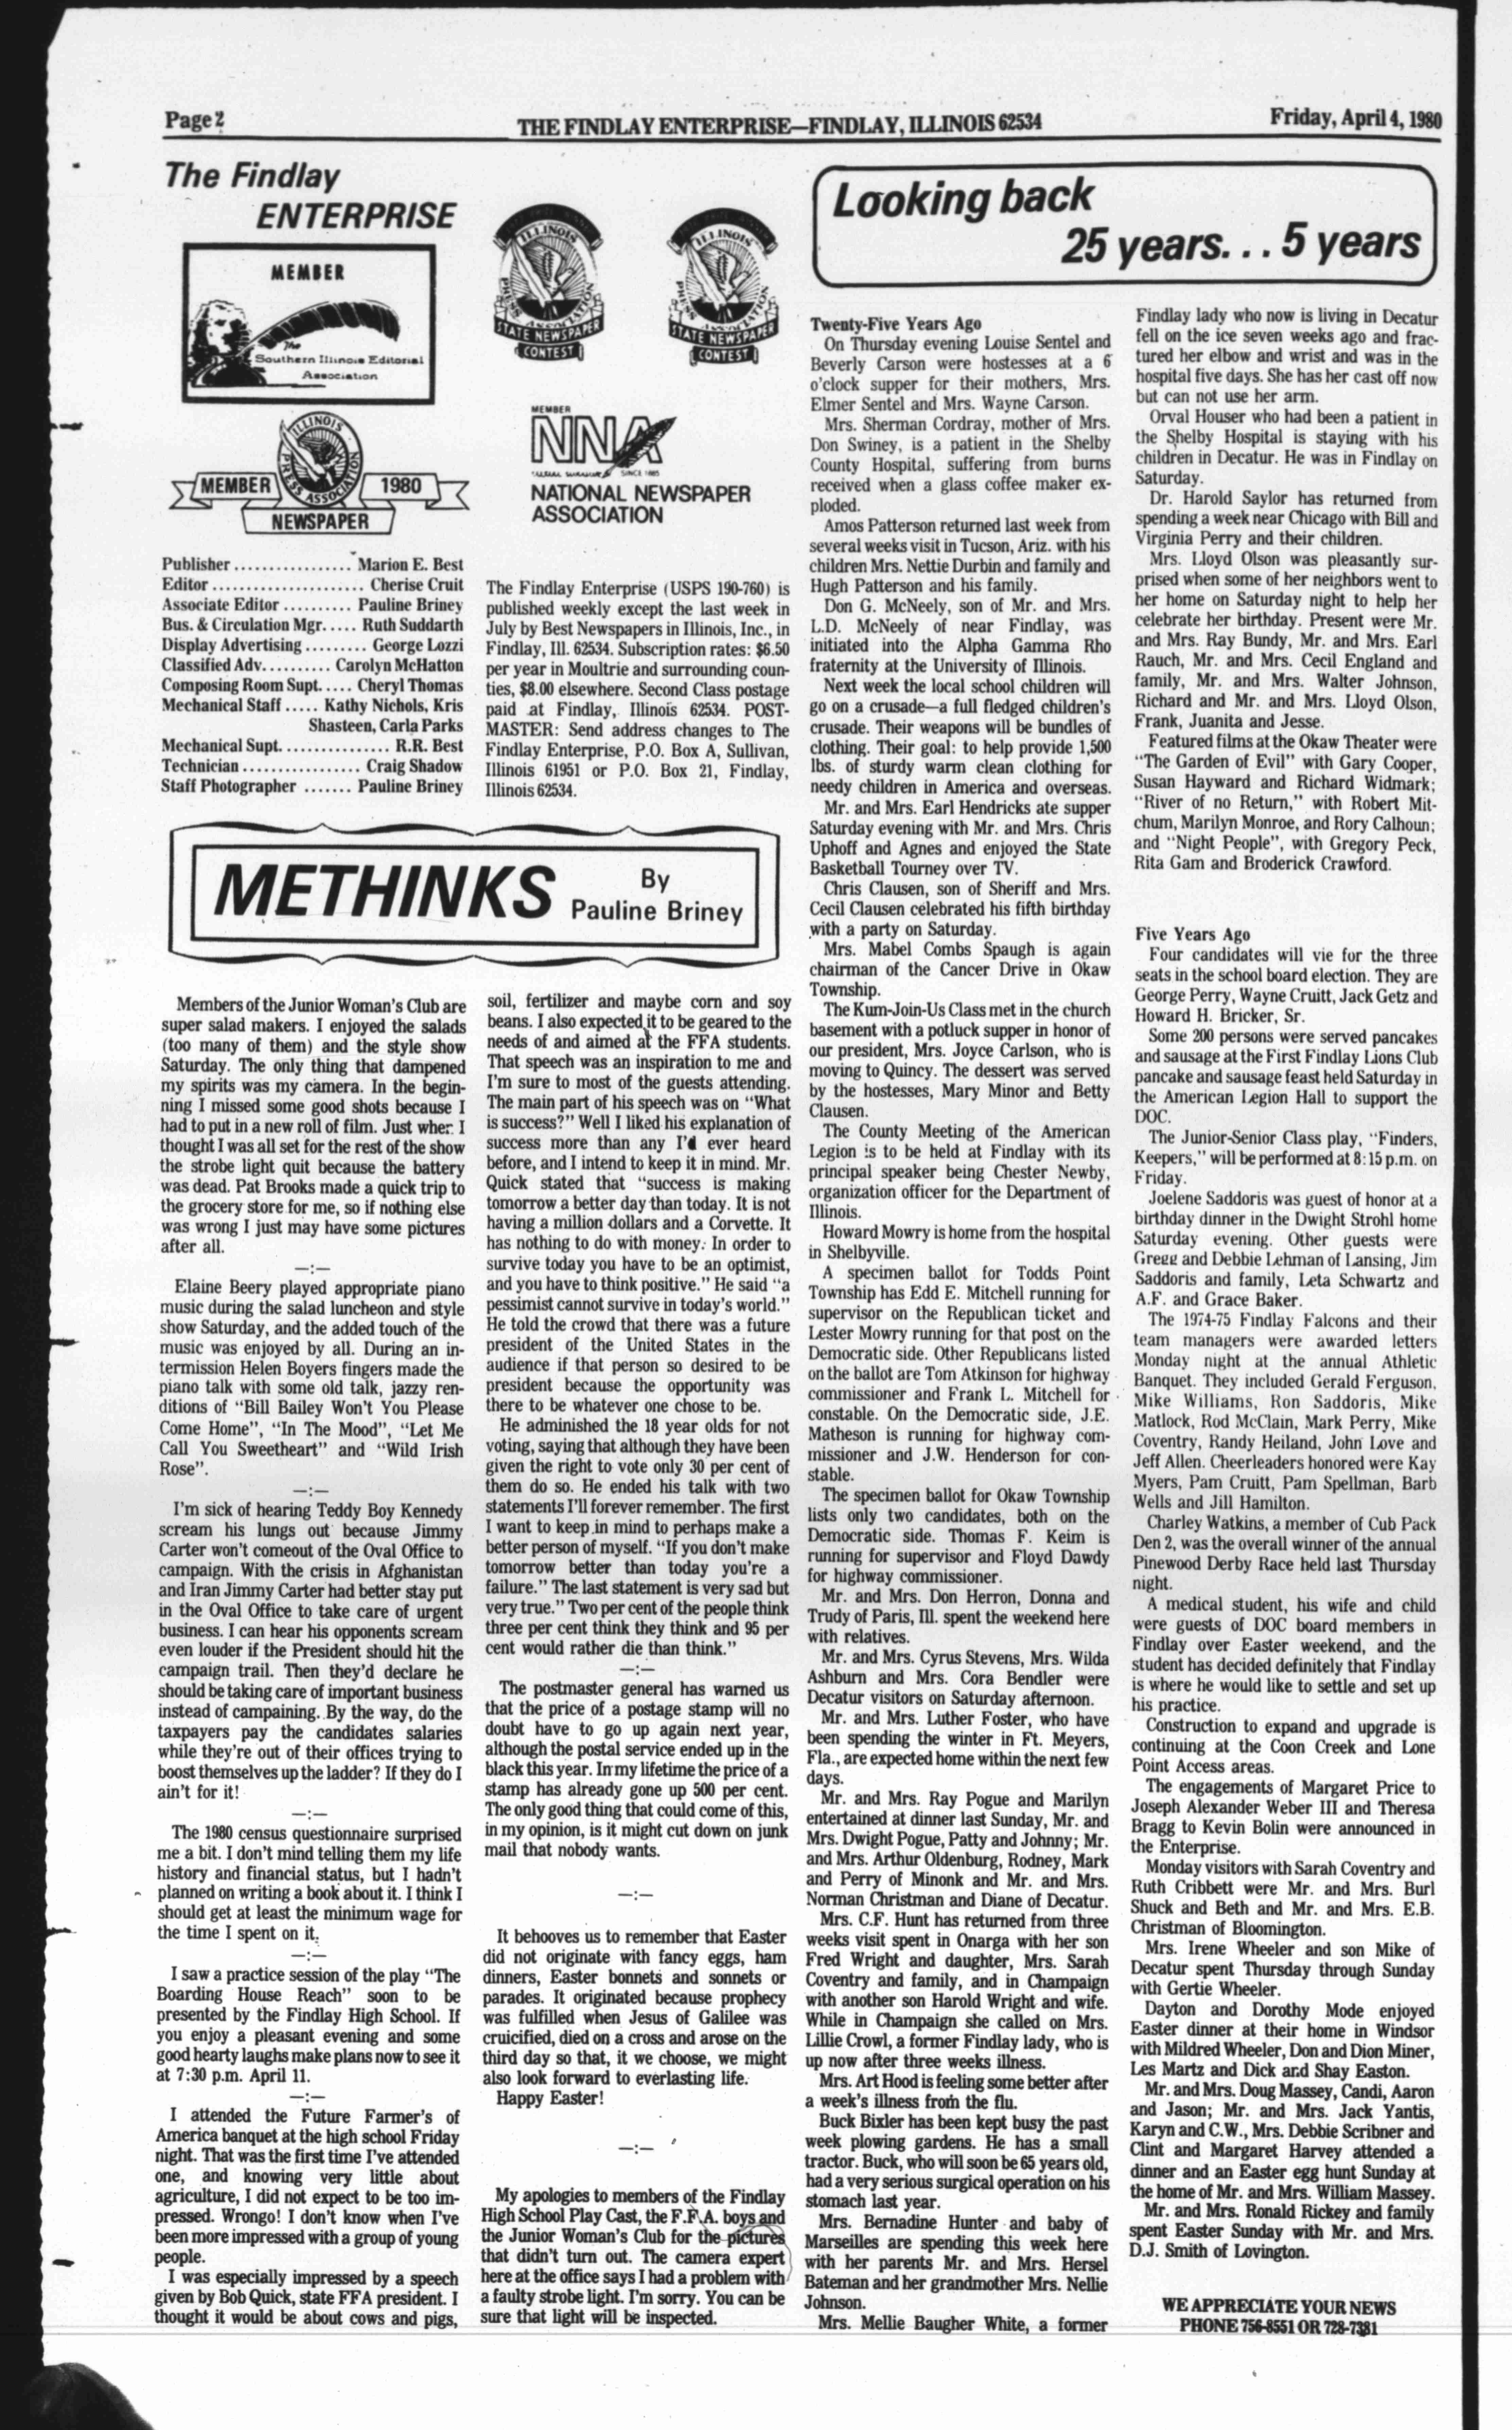 Page 2
THE FINDLAY ENTERPRISE—FINDLAY, ILLINOIS 62534
Friday, April 4, 1980
The Findlay
ENTERPRISE
MEMBER
The
Southern Illinois Editorial
Association
ILLINOIS
PRESS ASSOCIATION
STATE NEWSPAPER
CONTEST
ILLINOIS
PRESS ASSOCIATION
STATE NEWSPAPER
CONTEST
ILLINOIS
PRESS ASSOCIATION
MEMBER
1980
NEWSPAPER
MEMBER
NNA
SINCE 1885
NATIONAL NEWSPAPER
ASSOCIATION
Publisher ................. Marion E. Best
Editor ...................... Cherise Cruit
Associate Editor .......... Pauline Briney
Bus. & Circulation Mgr. .... Ruth Suddarth
Display Advertising ......... George Lozzi
Classified Adv. ......... Carolyn McHatton
Composing Room Supt. .... Cheryl Thomas
Mechanical Staff ..... Kathy Nichols, Kris
Shasteen, Carla Parks
Mechanical Supt. ............... R.R. Best
Technician ................. Craig Shadow
Staff Photographer ....... Pauline Briney
The Findlay Enterprise (USPS 190-760) is
published weekly except the last week in
July by Best Newspapers in Illinois, Inc., in
Findlay, Ill. 62534. Subscription rates: $6.50
per year in Moultrie and surrounding coun-
ties, $8.00 elsewhere. Second Class postage
paid at Findlay, Illinois 62534. POST-
MASTER: Send address changes to The
Findlay Enterprise, P.O. Box A, Sullivan,
Illinois 61951 or P.O. Box 21, Findlay,
Illinois 62534.
METHINKS
By
Pauline Briney
Members of the Junior Woman's Club are
super salad makers. I enjoyed the salads
(too many of them) and the style show
Saturday. The only thing that dampened
my spirits was my camera. In the begin-
ning I missed some good shots because I
had to put in a new roll of film. Just when I
thought I was all set for the rest of the show
the strobe light quit because the battery
was dead. Pat Brooks made a quick trip to
the grocery store for me, so if nothing else
was wrong I just may have some pictures
after all.
—:—
Elaine Beery played appropriate piano
music during the salad luncheon and style
show Saturday, and the added touch of the
music was enjoyed by all. During an in-
termission Helen Boyers fingers made the
piano talk with some old talk, jazzy ren-
ditions of "Bill Bailey Won't You Please
Come Home", "In The Mood", "Let Me
Call You Sweetheart" and "Wild Irish
Rose".
—:—
I'm sick of hearing Teddy Boy Kennedy
scream his lungs out because Jimmy
Carter won't comeout of the Oval Office to
campaign. With the crisis in Afghanistan
and Iran Jimmy Carter had better stay put
in the Oval Office to take care of urgent
business. I can hear his opponents scream
even louder if the President should hit the
campaign trail. Then they'd declare he
should be taking care of important business
instead of campaining. By the way, do the
taxpayers pay the candidates salaries
while they're out of their offices trying to
boost themselves up the ladder? If they do I
ain't for it!
—:—
The 1980 census questionnaire surprised
me a bit. I don't mind telling them my life
history and financial status, but I hadn't
planned on writing a book about it. I think I
should get at least the minimum wage for
the time I spent on it.
—:—
I saw a practice session of the play "The
Boarding House Reach" soon to be
presented by the Findlay High School. If
you enjoy a pleasant evening and some
good hearty laughs make plans now to see it
at 7:30 p.m. April 11.
—:—
I attended the Future Farmer's of
America banquet at the high school Friday
night. That was the first time I've attended
one, and knowing very little about
agriculture, I did not expect to be too im-
pressed. Wrongo! I don't know when I've
been more impressed with a group of young
people.
I was especially impressed by a speech
given by Bob Quick, state FFA president. I
thought it would be about cows and pigs,
soil, fertilizer and maybe corn and soy
beans. I also expected it to be geared to the
needs of and aimed at the FFA students.
That speech was an inspiration to me and
I'm sure to most of the guests attending.
The main part of his speech was on "What
is success?" Well I liked his explanation of
success more than any I'd ever heard
before, and I intend to keep it in mind. Mr.
Quick stated that "success is making
tomorrow a better day than today. It is not
having a million dollars and a Corvette. It
has nothing to do with money. In order to
survive today you have to be an optimist,
and you have to think positive." He said "a
pessimist cannot survive in today's world."
He told the crowd that there was a future
president of the United States in the
audience if that person so desired to be
president because the opportunity was
there to be whatever one chose to be.
He adminished the 18 year olds for not
voting, saying that although they have been
given the right to vote only 30 per cent of
them do so. He ended his talk with two
statements I'll forever remember. The first
I want to keep in mind to perhaps make a
better person of myself. "If you don't make
tomorrow better than today you're a
failure." The last statement is very sad but
very true." Two per cent of the people think
three per cent think they think and 95 per
cent would rather die than think."
—:—
The postmaster general has warned us
that the price of a postage stamp will no
doubt have to go up again next year,
although the postal service ended up in the
black this year. In my lifetime the price of a
stamp has already gone up 500 per cent.
The only good thing that could come of this,
in my opinion, is it might cut down on junk
mail that nobody wants.
—:—
It behooves us to remember that Easter
did not originate with fancy eggs, ham
dinners, Easter bonnets and sonnets or
parades. It originated because prophecy
was fulfilled when Jesus of Galilee was
cruicified, died on a cross and arose on the
third day so that, it we choose, we might
also look forward to everlasting life.
Happy Easter!
—:—
My apologies to members of the Findlay
High School Play Cast, the F.F.A. boys and
the Junior Woman's Club for the pictures
that didn't turn out. The camera expert
here at the office says I had a problem with
a faulty strobe light. I'm sorry. You can be
sure that light will be inspected.
Looking back
25 years. . . 5 years
Twenty-Five Years Ago
On Thursday evening Louise Sentel and
Beverly Carson were hostesses at a 6
o'clock supper for their mothers, Mrs.
Elmer Sentel and Mrs. Wayne Carson.
Mrs. Sherman Cordray, mother of Mrs.
Don Swiney, is a patient in the Shelby
County Hospital, suffering from burns
received when a glass coffee maker ex-
ploded.
Amos Patterson returned last week from
several weeks visit in Tucson, Ariz. with his
children Mrs. Nettie Durbin and family and
Hugh Patterson and his family.
Don G. McNeely, son of Mr. and Mrs.
L.D. McNeely of near Findlay, was
initiated into the Alpha Gamma Rho
fraternity at the University of Illinois.
Next week the local school children will
go on a crusade—a full fledged children's
crusade. Their weapons will be bundles of
clothing. Their goal: to help provide 1,500
lbs. of sturdy warm clean clothing for
needy children in America and overseas.
Mr. and Mrs. Earl Hendricks ate supper
Saturday evening with Mr. and Mrs. Chris
Uphoff and Agnes and enjoyed the State
Basketball Tourney over TV.
Chris Clausen, son of Sheriff and Mrs.
Cecil Clausen celebrated his fifth birthday
with a party on Saturday.
Mrs. Mabel Combs Spaugh is again
chairman of the Cancer Drive in Okaw
Township.
The Kum-Join-Us Class met in the church
basement with a potluck supper in honor of
our president, Mrs. Joyce Carlson, who is
moving to Quincy. The dessert was served
by the hostesses, Mary Minor and Betty
Clausen.
The County Meeting of the American
Legion is to be held at Findlay with its
principal speaker being Chester Newby,
organization officer for the Department of
Illinois.
Howard Mowry is home from the hospital
in Shelbyville.
A specimen ballot for Todds Point
Township has Edd E. Mitchell running for
supervisor on the Republican ticket and
Lester Mowry running for that post on the
Democratic side. Other Republicans listed
on the ballot are Tom Atkinson for highway
commissioner and Frank L. Mitchell for
constable. On the Democratic side, J.E.
Matheson is running for highway com-
missioner and J.W. Henderson for con-
stable.
The specimen ballot for Okaw Township
lists only two candidates, both on the
Democratic side. Thomas F. Keim is
running for supervisor and Floyd Dawdy
for highway commissioner.
Mr. and Mrs. Don Herron, Donna and
Trudy of Paris, Ill. spent the weekend here
with relatives.
Mr. and Mrs. Cyrus Stevens, Mrs. Wilda
Ashburn and Mrs. Cora Bendler were
Decatur visitors on Saturday afternoon.
Mr. and Mrs. Luther Foster, who have
been spending the winter in Ft. Meyers,
Fla., are expected home within the next few
days.
Mr. and Mrs. Ray Pogue and Marilyn
entertained at dinner last Sunday, Mr. and
Mrs. Dwight Pogue, Patty and Johnny; Mr.
and Mrs. Arthur Oldenburg, Rodney, Mark
and Perry of Minonk and Mr. and Mrs.
Norman Christman and Diane of Decatur.
Mrs. C.F. Hunt has returned from three
weeks visit spent in Onarga with her son
Fred Wright and daughter, Mrs. Sarah
Coventry and family, and in Champaign
with another son Harold Wright and wife.
While in Champaign she called on Mrs.
Lillie Crowl, a former Findlay lady, who is
up now after three weeks illness.
Mrs. Art Hood is feeling some better after
a week's illness from the flu.
Buck Bixler has been kept busy the past
week plowing gardens. He has a small
tractor. Buck, who will soon be 65 years old,
had a very serious surgical operation on his
stomach last year.
Mrs. Bernadine Hunter and baby of
Marseilles are spending this week here
with her parents Mr. and Mrs. Hersel
Bateman and her grandmother Mrs. Nellie
Johnson.
Mrs. Mellie Baugher White, a former
Findlay lady who now is living in Decatur
fell on the ice seven weeks ago and frac-
tured her elbow and wrist and was in the
hospital five days. She has her cast off now
but can not use her arm.
Orval Houser who had been a patient in
the Shelby Hospital is staying with his
children in Decatur. He was in Findlay on
Saturday.
Dr. Harold Saylor has returned from
spending a week near Chicago with Bill and
Virginia Perry and their children.
Mrs. Lloyd Olson was pleasantly sur-
prised when some of her neighbors went to
her home on Saturday night to help her
celebrate her birthday. Present were Mr.
and Mrs. Ray Bundy, Mr. and Mrs. Earl
Rauch, Mr. and Mrs. Cecil England and
family, Mr. and Mrs. Walter Johnson,
Richard and Mr. and Mrs. Lloyd Olson,
Frank, Juanita and Jesse.
Featured films at the Okaw Theater were
"The Garden of Evil" with Gary Cooper,
Susan Hayward and Richard Widmark;
"River of no Return," with Robert Mit-
chum, Marilyn Monroe, and Rory Calhoun;
and "Night People", with Gregory Peck,
Rita Gam and Broderick Crawford.
Five Years Ago
Four candidates will vie for the three
seats in the school board election. They are
George Perry, Wayne Cruitt, Jack Getz and
Howard H. Bricker, Sr.
Some 200 persons were served pancakes
and sausage at the First Findlay Lions Club
pancake and sausage feast held Saturday in
the American Legion Hall to support the
DOC.
The Junior-Senior Class play, "Finders,
Keepers," will be performed at 8:15 p.m. on
Friday.
Joelene Saddoris was guest of honor at a
birthday dinner in the Dwight Strohl home
Saturday evening. Other guests were
Gregg and Debbie Lehman of Lansing, Jim
Saddoris and family, Leta Schwartz and
A.F. and Grace Baker.
The 1974-75 Findlay Falcons and their
team managers were awarded letters
Monday night at the annual Athletic
Banquet. They included Gerald Ferguson,
Mike Williams, Ron Saddoris, Mike
Matlock, Rod McClain, Mark Perry, Mike
Coventry, Randy Heiland, John Love and
Jeff Allen. Cheerleaders honored were Kay
Myers, Pam Cruitt, Pam Spellman, Barb
Wells and Jill Hamilton.
Charley Watkins, a member of Cub Pack
Den 2, was the overall winner of the annual
Pinewood Derby Race held last Thursday
night.
A medical student, his wife and child
were guests of DOC board members in
Findlay over Easter weekend, and the
student has decided definitely that Findlay
is where he would like to settle and set up
his practice.
Construction to expand and upgrade is
continuing at the Coon Creek and Lone
Point Access areas.
The engagements of Margaret Price to
Joseph Alexander Weber III and Theresa
Bragg to Kevin Bolin were announced in
the Enterprise.
Monday visitors with Sarah Coventry and
Ruth Cribbett were Mr. and Mrs. Burl
Shuck and Beth and Mr. and Mrs. E.B.
Christman of Bloomington.
Mrs. Irene Wheeler and son Mike of
Decatur spent Thursday through Sunday
with Gertie Wheeler.
Dayton and Dorothy Mode enjoyed
Easter dinner at their home in Windsor
with Mildred Wheeler, Don and Dion Miner,
Les Martz and Dick and Shay Easton.
Mr. and Mrs. Doug Massey, Candi, Aaron
and Jason; Mr. and Mrs. Jack Yantis,
Karyn and C.W., Mrs. Debbie Scribner and
Clint and Margaret Harvey attended a
dinner and an Easter egg hunt Sunday at
the home of Mr. and Mrs. William Massey.
Mr. and Mrs. Ronald Rickey and family
spent Easter Sunday with Mr. and Mrs.
D.J. Smith of Lovington.
WE APPRECIATE YOUR NEWS
PHONE 756-8551 OR 728-7381